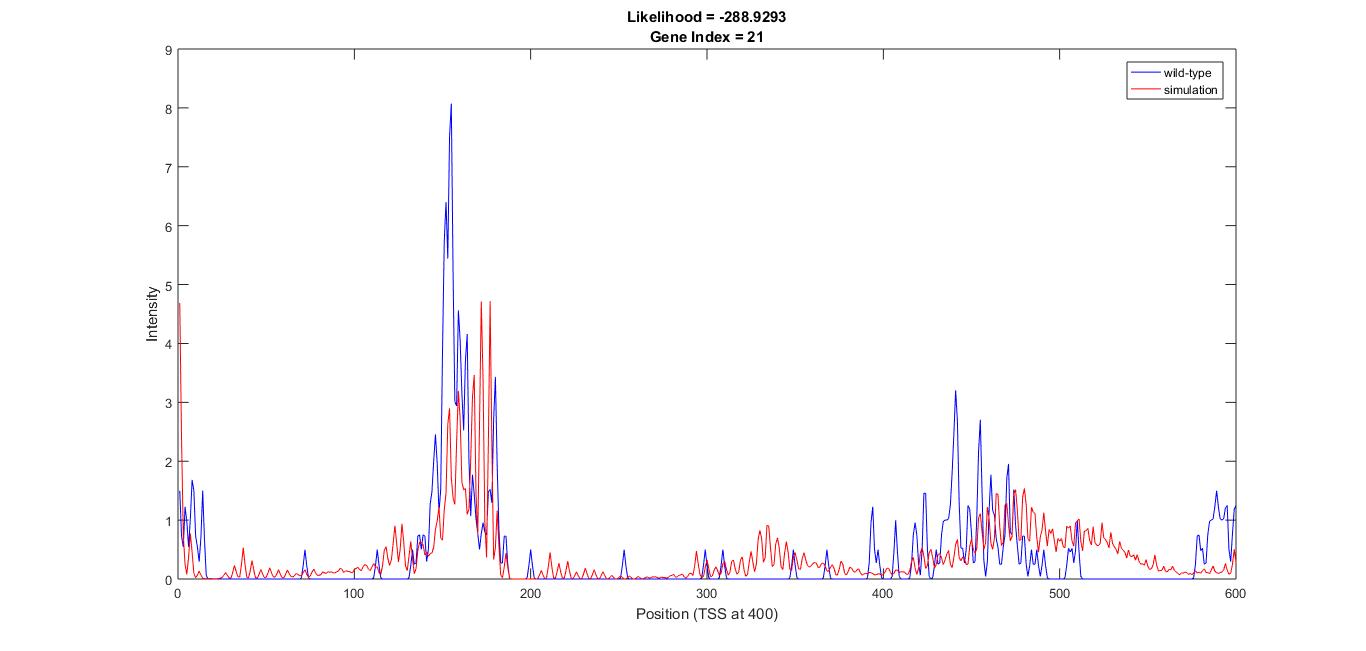 Likelihood = -288.9293
Gene Index = 21
wild-type
simulation
9
8
7
6
5
4
3
2
1
0
Intensity
0
100
200
300
400
500
600
Position (TSS at 400)